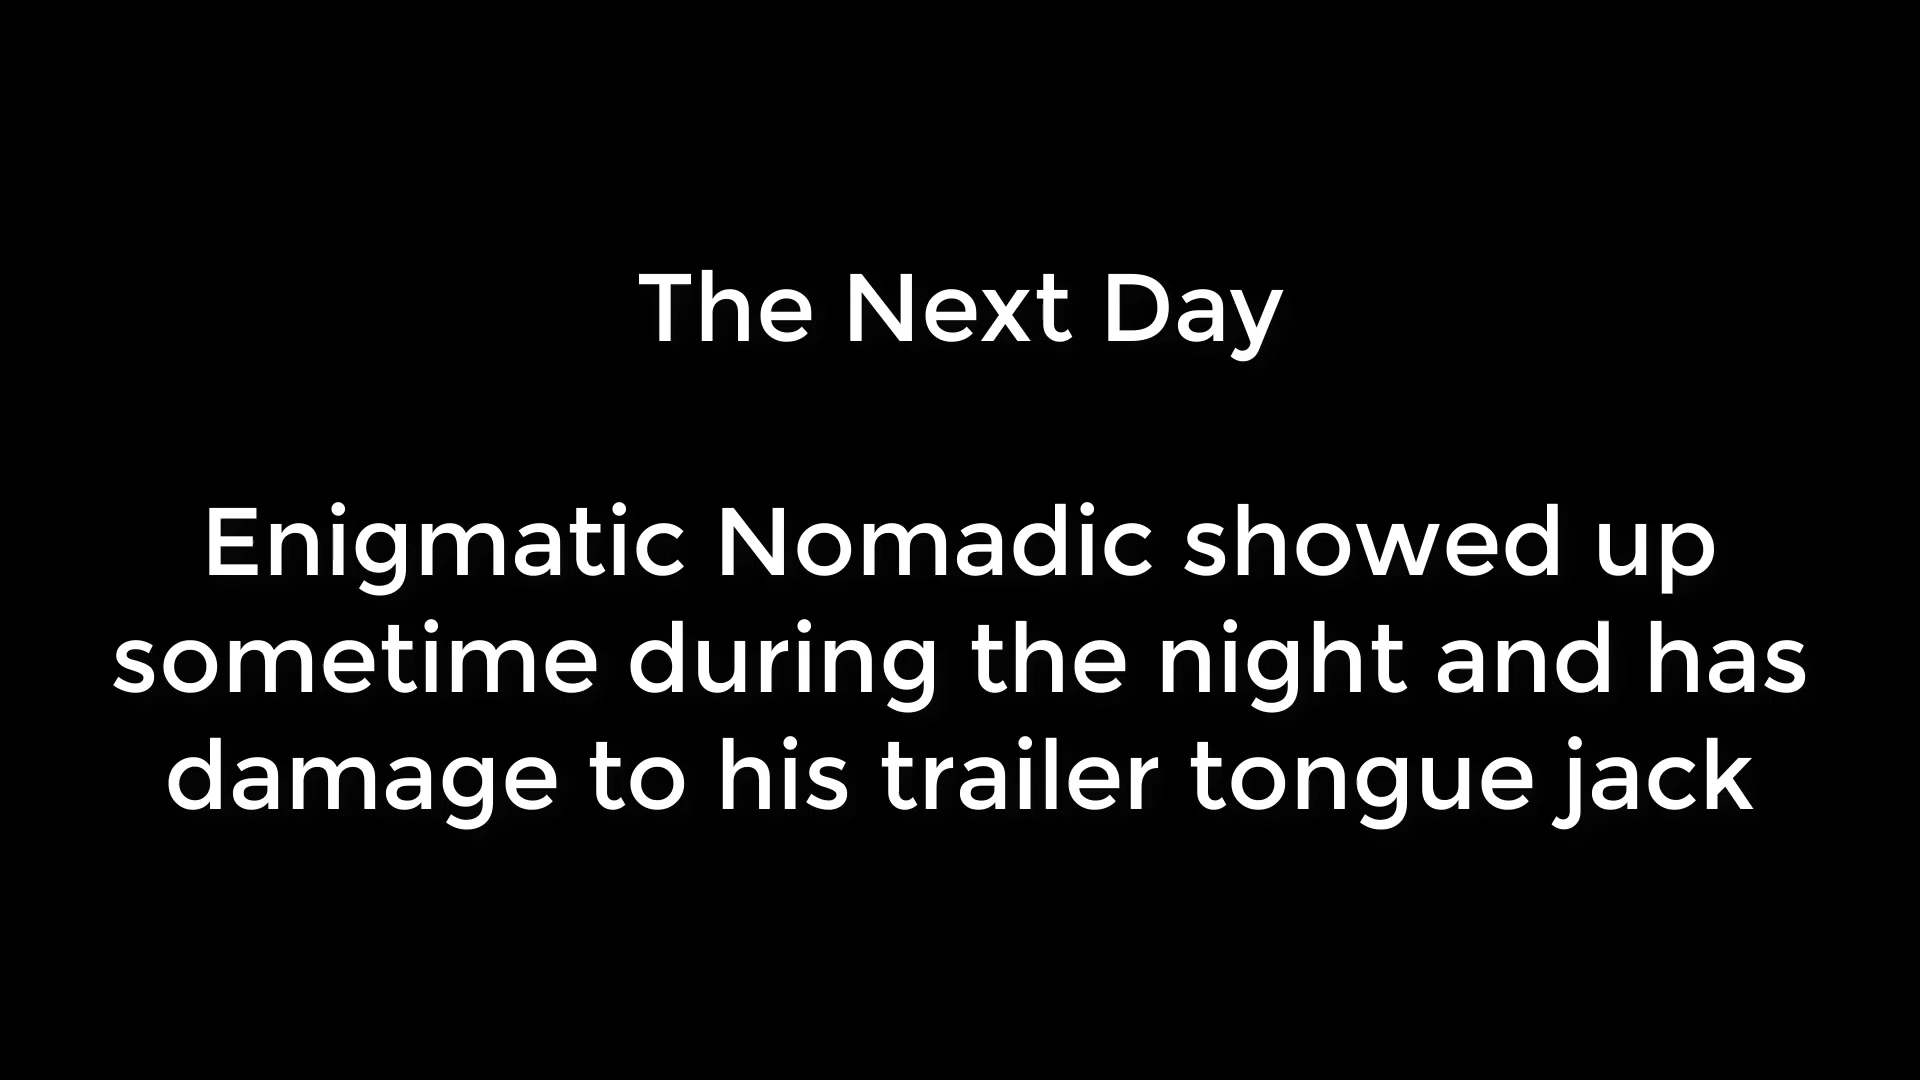 The Next Day
Enigmatic Nomadic showed up
sometime during the night and has
damage to his trailer tongue jack